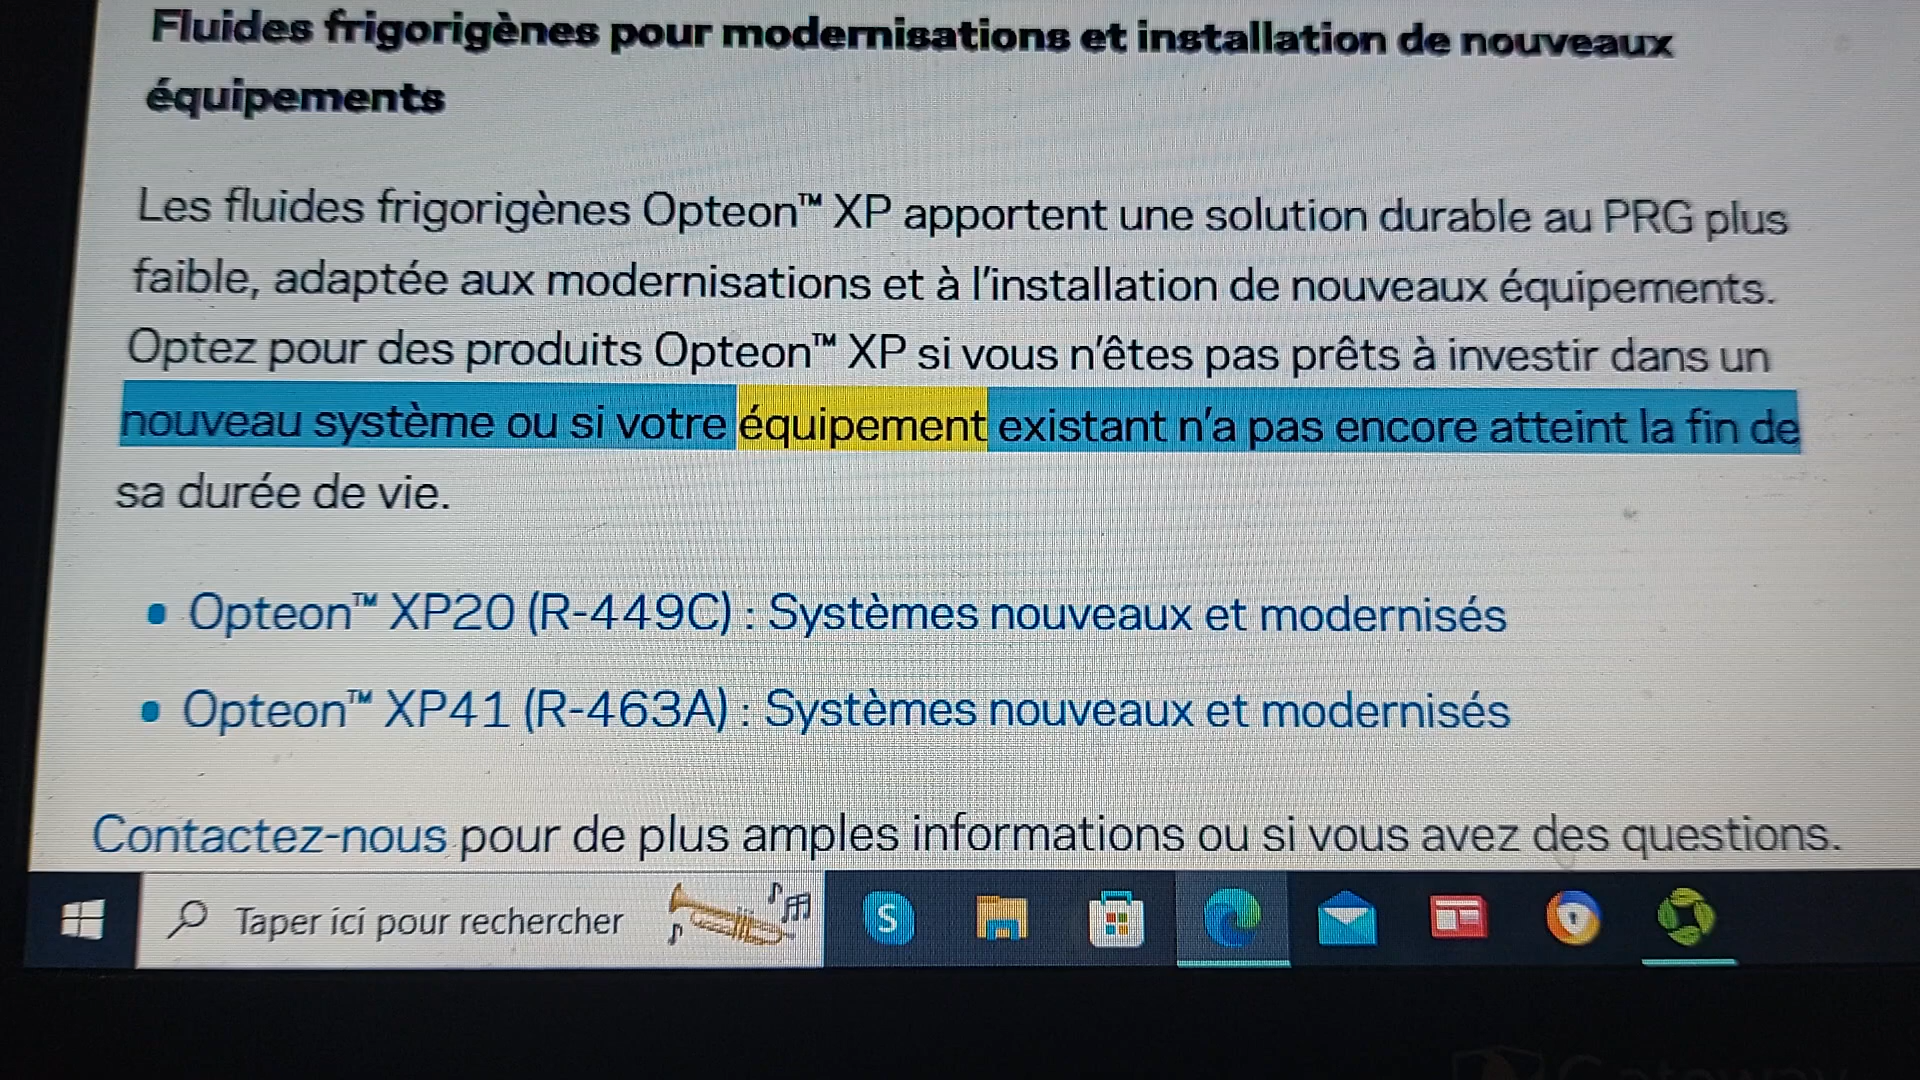 Fluides frigorigènes pour modernisations et installation de nouveaux
équipements
Les fluides frigorigènes Opteon™ XP apportent une solution durable au PRG plus
faible, adaptée aux modernisations et à l'installation de nouveaux équipements.
Optez pour des produits Opteon™ XP si vous n'êtes pas prêts à investir dans un
nouveau système ou si votre équipement existant n'a pas encore atteint la fin de
sa durée de vie.
• Opteon™ XP20 (R-449C) : Systèmes nouveaux et modernisés
• Opteon™ XP41 (R-463A) : Systèmes nouveaux et modernisés
Contactez-nous pour de plus amples informations ou si vous avez des questions.
Taper ici pour rechercher
S